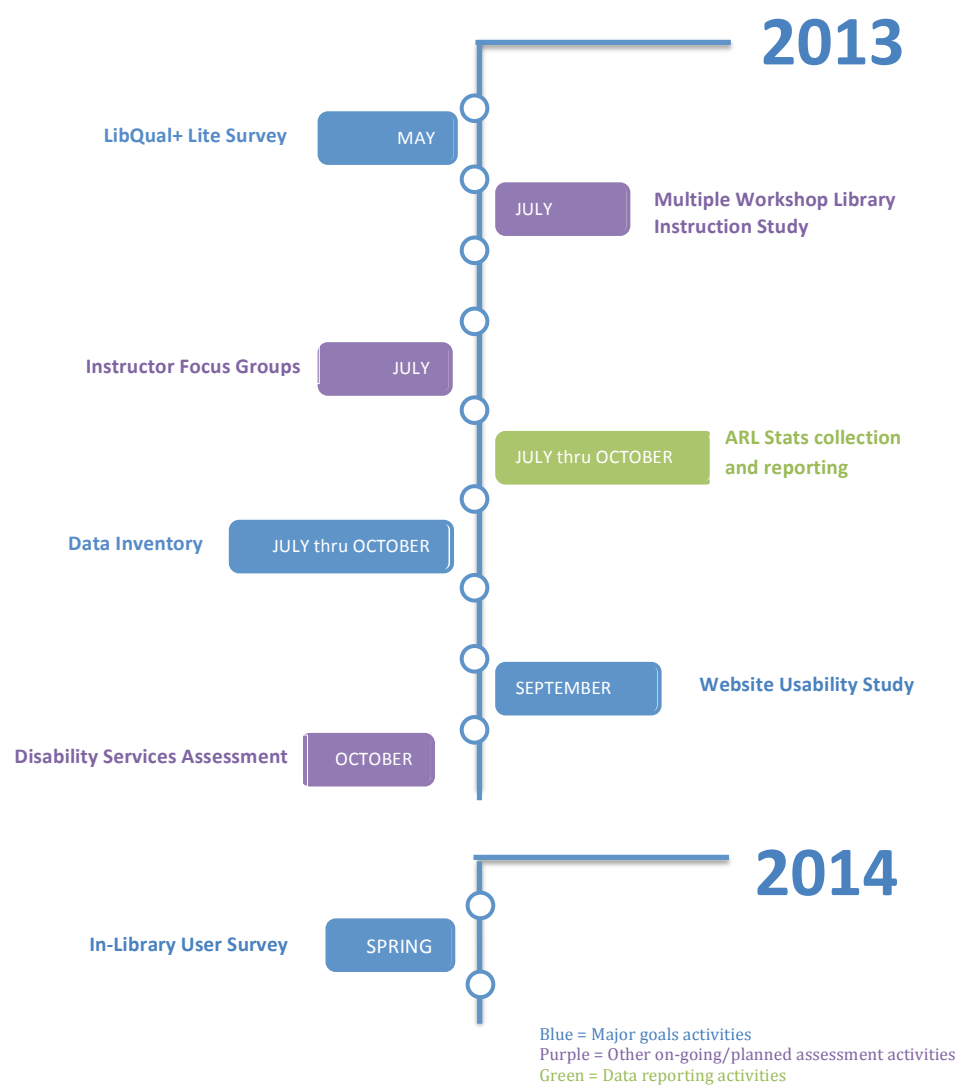 2013
LibQual+ Lite Survey
MAY
JULY
Multiple Workshop Library
Instruction Study
Instructor Focus Groups
JULY
JULY thru OCTOBER
ARL Stats collection
and reporting
Data Inventory
JULY thru OCTOBER
SEPTEMBER
Website Usability Study
Disability Services Assessment
OCTOBER
2014
In-Library User Survey
SPRING
Blue = Major goals activities
Purple = Other on-going/planned assessment activities
Green = Data reporting activities